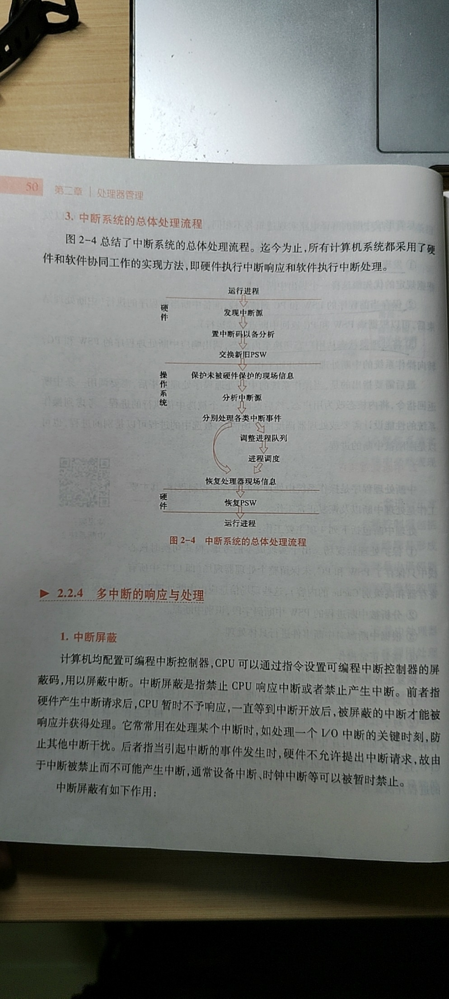 50 第二章 | 处理器管理
3. 中断系统的总体处理流程
图 2-4 总结了中断系统的总体处理流程。迄今为止,所有计算机系统都采用了硬
件和软件协同工作的实现方法,即硬件执行中断响应和软件执行中断处理。
运行进程
硬件
发现中断源
置中断码以备分析
交换新旧PSW
操作系统
保护未被硬件保护的现场信息
分析中断源
分别处理各类中断事件
调整进程队列
进程调度
恢复处理器现场信息
硬件
恢复PSW
运行进程
图 2-4 中断系统的总体处理流程
▶ 2.2.4 多中断的响应与处理
1. 中断屏蔽
计算机均配置可编程中断控制器,CPU 可以通过指令设置可编程中断控制器的屏
蔽码,用以屏蔽中断。中断屏蔽是指禁止 CPU 响应中断或者禁止产生中断。前者指
硬件产生中断请求后,CPU 暂时不予响应,一直等到中断开放后,被屏蔽的中断才能被
响应并获得处理。它常常用在处理某个中断时,如处理一个 I/O 中断的关键时刻,防
止其他中断干扰。后者指当引起中断的事件发生时,硬件不允许提出中断请求,故由
于中断被禁止而不可能产生中断,通常设备中断、时钟中断等可以被暂时禁止。
中断屏蔽有如下作用: